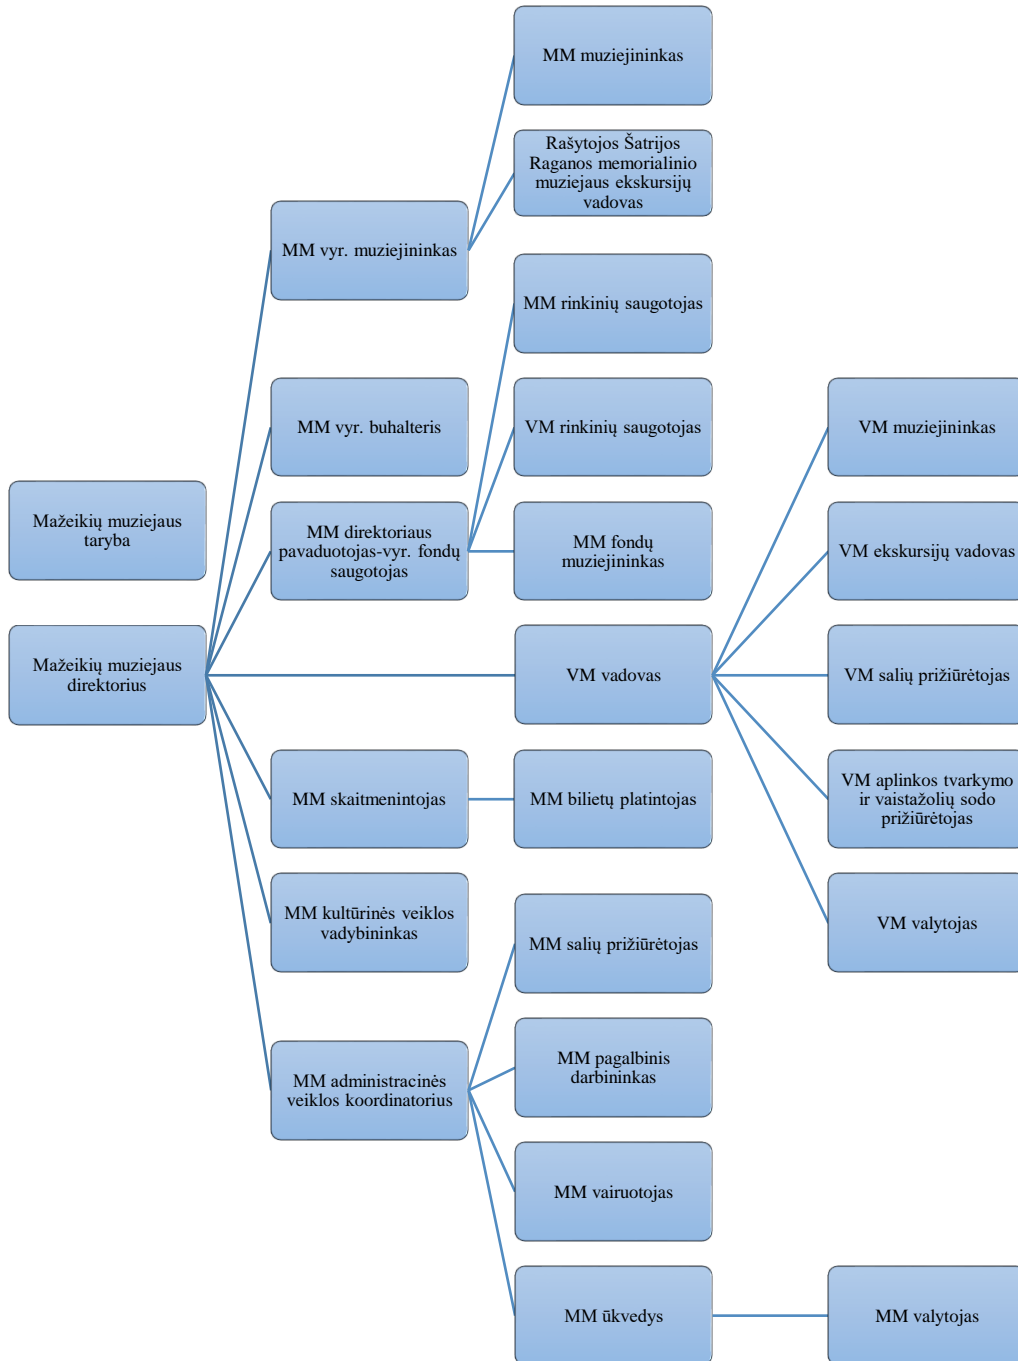 MM muziejininkas
Rašytojos Šatrijos
Raganos memorialinio
muziejaus ekskursijų
vadovas
MM vyr. muziejininkas
MM rinkinių saugotojas
MM vyr. buhalteris
VM rinkinių saugotojas
VM muziejininkas
Mažeikių muziejaus
taryba
MM direktoriaus
pavaduotojas-vyr. fondų
saugotojas
MM fondų
muziejininkas
VM ekskursijų vadovas
Mažeikių muziejaus
direktorius
VM vadovas
VM salių prižiūrėtojas
MM skaitmenintojas
MM bilietų platintojas
VM aplinkos tvarkymo
ir vaistažolių sodo
prižiūrėtojas
MM kultūrinės veiklos
vadybininkas
MM salių prižiūrėtojas
VM valytojas
MM administracinės
veiklos koordinatorius
MM pagalbinis
darbininkas
MM vairuotojas
MM ūkvedys
MM valytojas